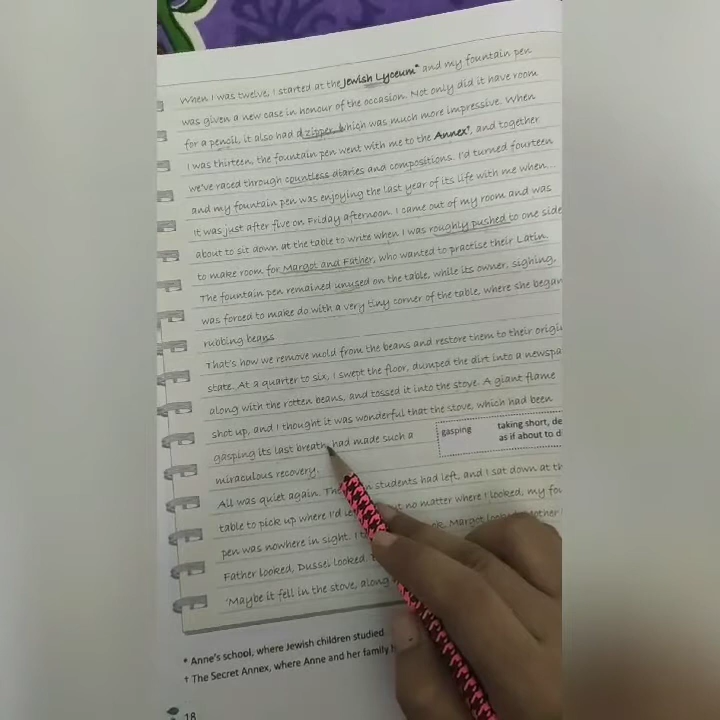 When I was twelve, I started at the Jewish Lyceum* and my fountain pen
was given a new case in honour of the occasion. Not only did it have room
for a pencil, it also had a zipper, which was much more impressive. When
I was thirteen, the fountain pen went with me to the Annex†, and together
we've raced through countless diaries and compositions. I'd turned fourteen
and my fountain pen was enjoying the last year of its life with me when...
It was just after five on Friday afternoon. I came out of my room and was
about to sit down at the table to write when I was roughly pushed to one side
to make room for Margot and Father, who wanted to practise their Latin.
The fountain pen remained unused on the table, while its owner, sighing,
was forced to make do with a very tiny corner of the table, where she began
rubbing beans
That's how we remove mold from the beans and restore them to their origi
state. At a quarter to six, I swept the floor, dumped the dirt into a newspa
along with the rotten beans, and tossed it into the stove. A giant flame
shot up, and I thought it was wonderful that the stove, which had been
gasping its last breath, had made such a
miraculous recovery.
gasping taking short, de
as if about to d
All was quiet again. The students had left, and I sat down at th
table to pick up where I'd but no matter where I looked, my fou
pen was nowhere in sight. I Margot Mother
Father looked, Dussel looked.
'Maybe it fell in the stove, along
* Anne's school, where Jewish children studied
† The Secret Annex, where Anne and her family
18